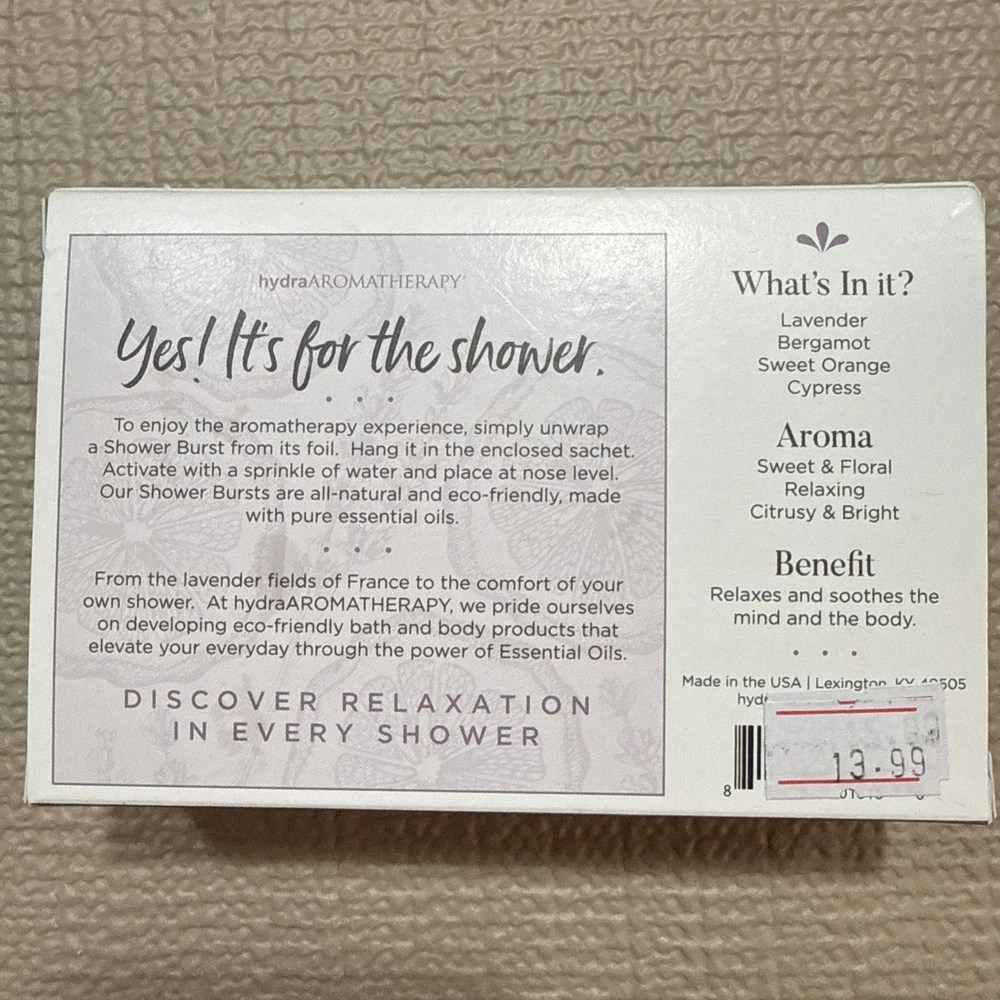 hydraAROMATHERAPY®
Yes! It's for the shower.
To enjoy the aromatherapy experience, simply unwrap
a Shower Burst from its foil. Hang it in the enclosed sachet.
Activate with a sprinkle of water and place at nose level.
Our Shower Bursts are all-natural and eco-friendly, made
with pure essential oils.
From the lavender fields of France to the comfort of your
own shower. At hydraAROMATHERAPY, we pride ourselves
on developing eco-friendly bath and body products that
elevate your everyday through the power of Essential Oils.
DISCOVER RELAXATION
IN EVERY SHOWER
What's In it?
Lavender
Bergamot
Sweet Orange
Cypress
Aroma
Sweet & Floral
Relaxing
Citrusy & Bright
Benefit
Relaxes and soothes the
mind and the body.
Made in the USA | Lexington, KY
13.99
8